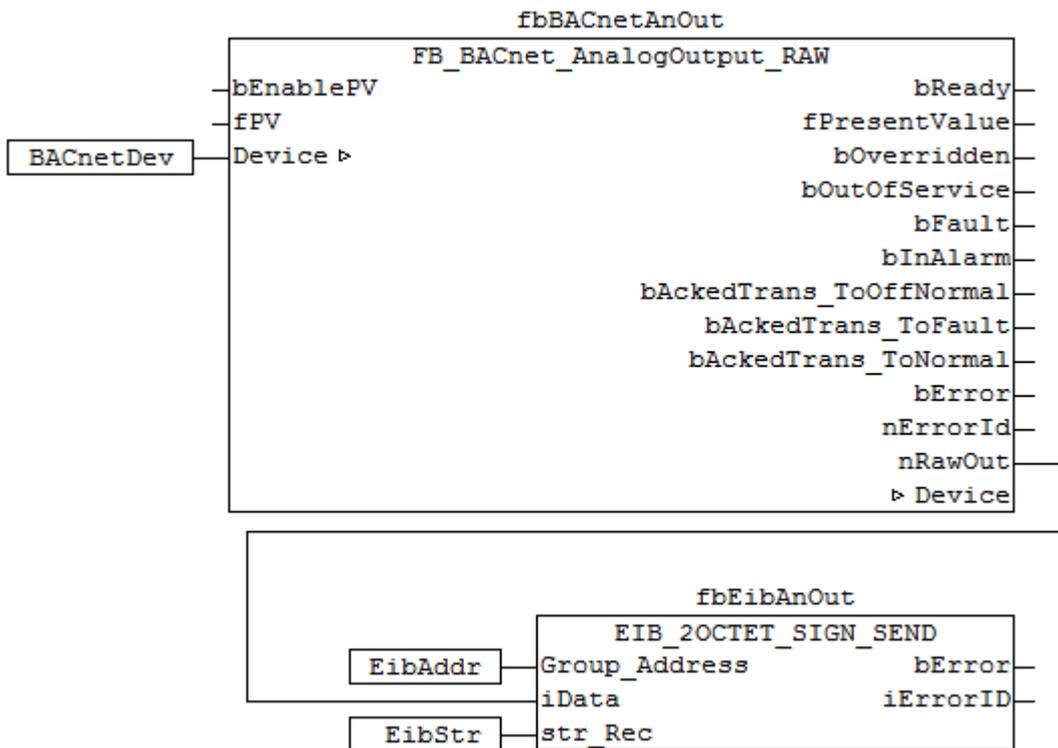 fbBACnetAnOut
FB_BACnet_AnalogOutput_RAW
bEnablePV bReady
fPV fPresentValue
BACnetDev Device bOverridden
bOutOfService
bFault
bInAlarm
bAckedTrans_ToOffNormal
bAckedTrans_ToFault
bAckedTrans_ToNormal
bError
nErrorId
nRawOut
Device
fbEibAnOut
EIB_2OCTET_SIGN_SEND
EibAddr Group_Address bError
iData iErrorID
EibStr str_Rec